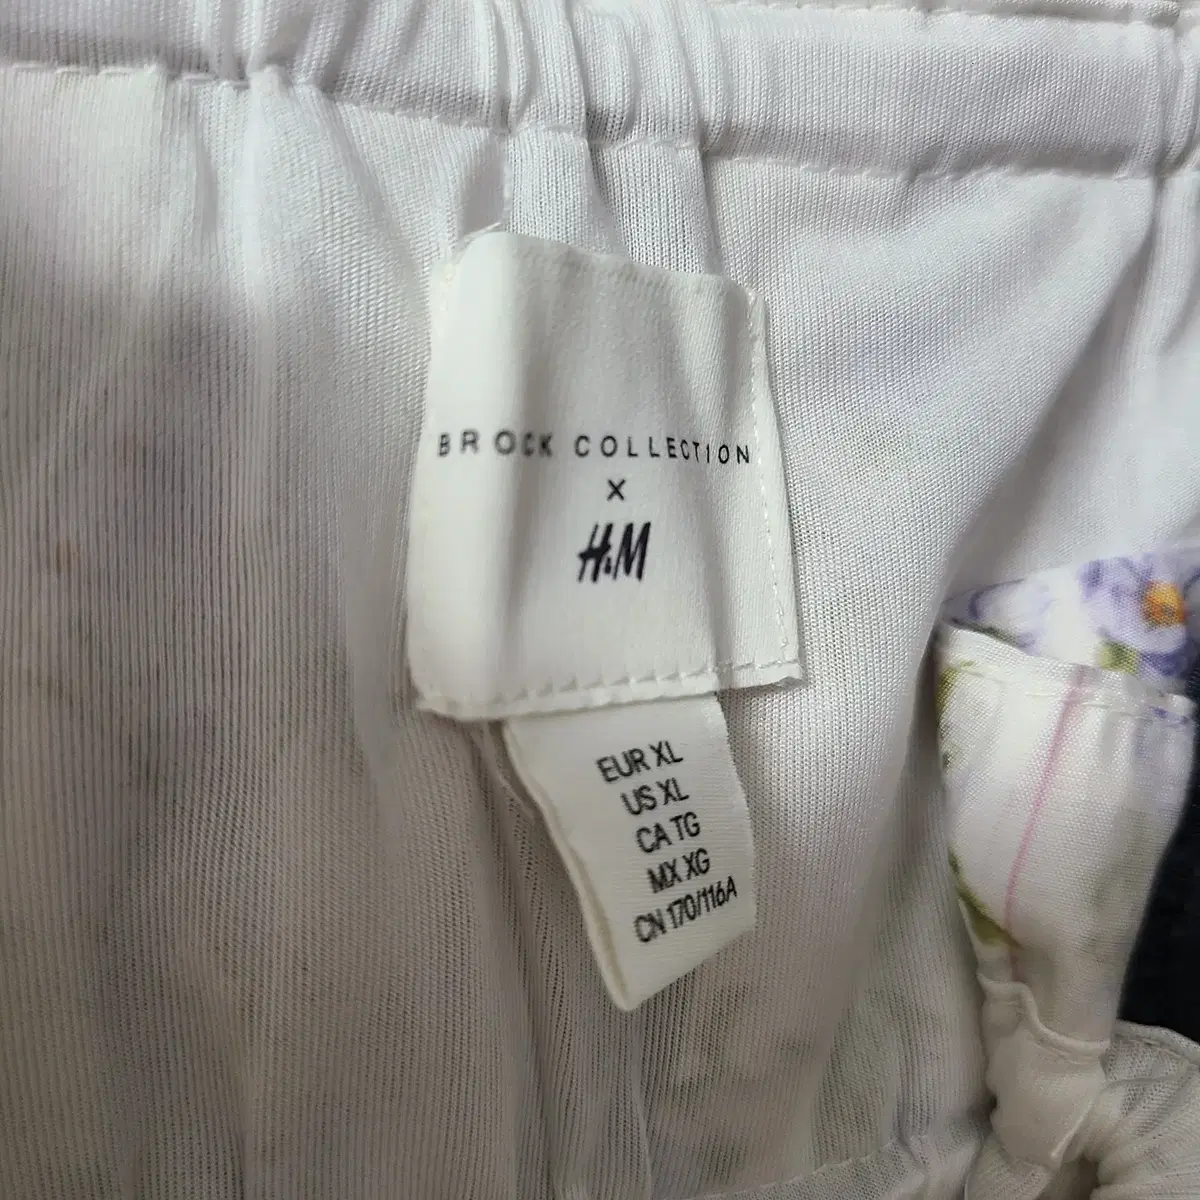 BROCK COLLECTION
x
H&M
EUR XL
US XL
CA TG
MX XG
CN 170/116A